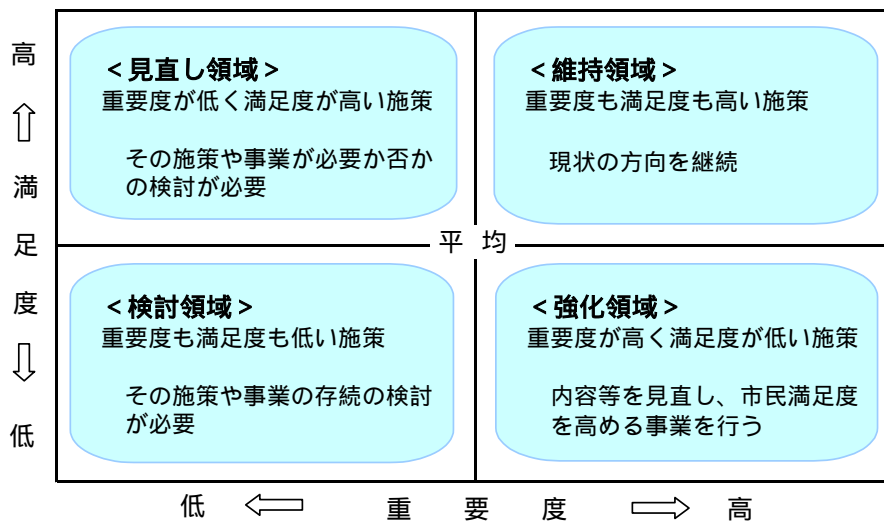 高
⇧
満
足
度
⇩
低
<見直し領域>
重要度が低く満足度が高い施策
その施策や事業が必要か否か
の検討が必要
<維持領域>
重要度も満足度も高い施策
現状の方向を継続
平 均
<検討領域>
重要度も満足度も低い施策
その施策や事業の存続の検討
が必要
<強化領域>
重要度が高く満足度が低い施策
内容等を見直し、市民満足度
を高める事業を行う
低 ⇦ 重 要 度 ⇨ 高